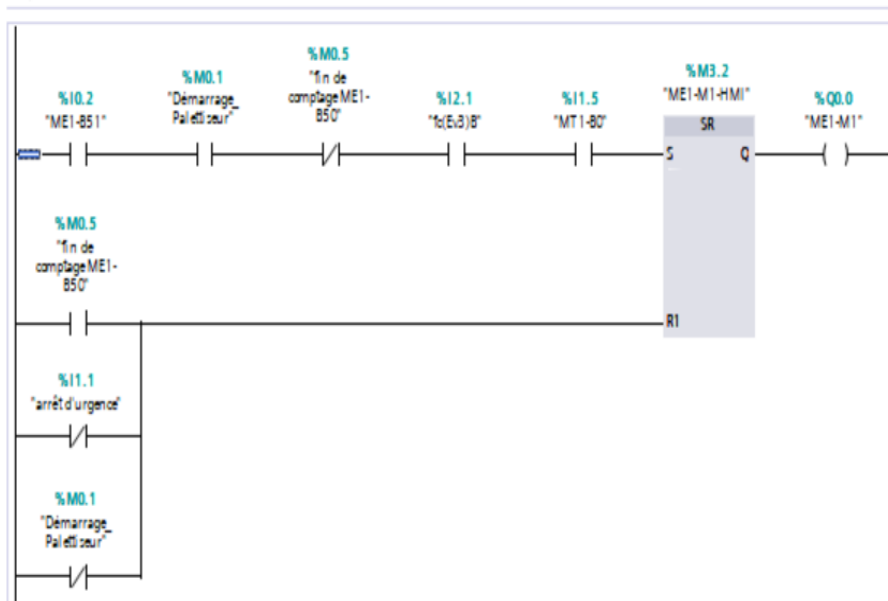 %I0.2
"ME1-B51"
%M0.1
"Démarrage_
Palettiseur"
%M0.5
"fin de
comptage ME1-
B50"
%I2.1
"fc(Ev3)B"
%I1.5
"MT1-B0"
%M3.2
"ME1-M1-HMI"
SR
S
Q
R1
%Q0.0
"ME1-M1"
%M0.5
"fin de
comptage ME1-
B50"
%I1.1
"arrêt d'urgence"
%M0.1
"Démarrage_
Palettiseur"